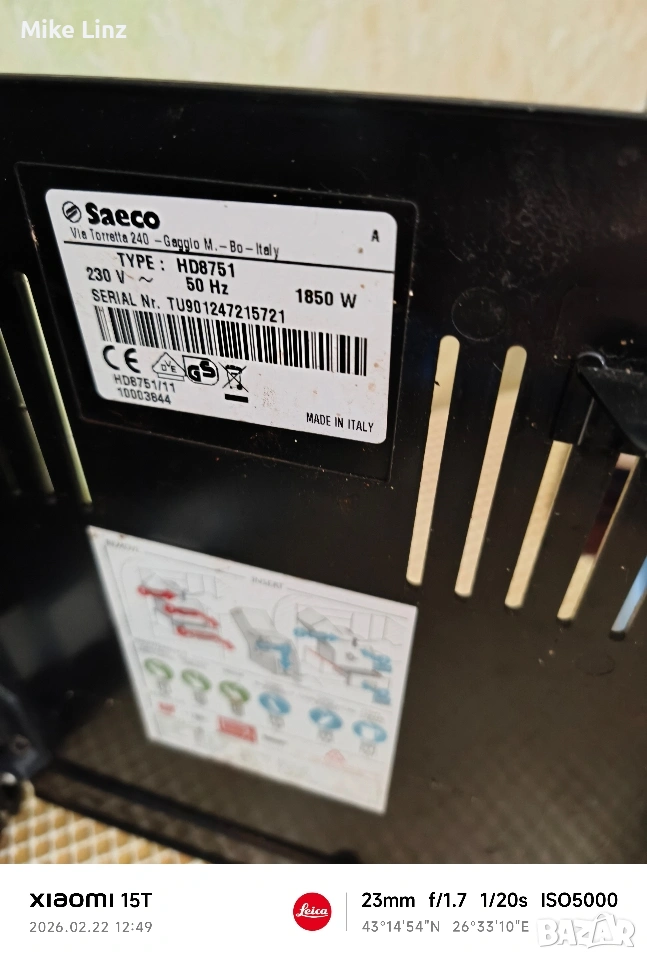 Mike Linz
Saeco
Via Torretta 240 - Gaggio M. - Bo - Italy
A
TYPE : HD8751
230 V ~ 50 Hz 1850 W
SERIAL Nr. TU901247215721
CE DVE GS
HD8751/11
10003844
MADE IN ITALY
INSERT
XIAOMI 15T
2026.02.22 12:49
Leica
23mm f/1.7 1/20s ISO5000
43°14'54"N 26°33'10"E
BAZAR